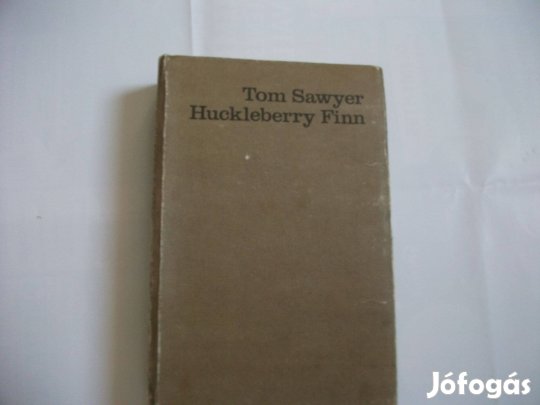 Tom Sawyer
Huckleberry Finn
Jófogás